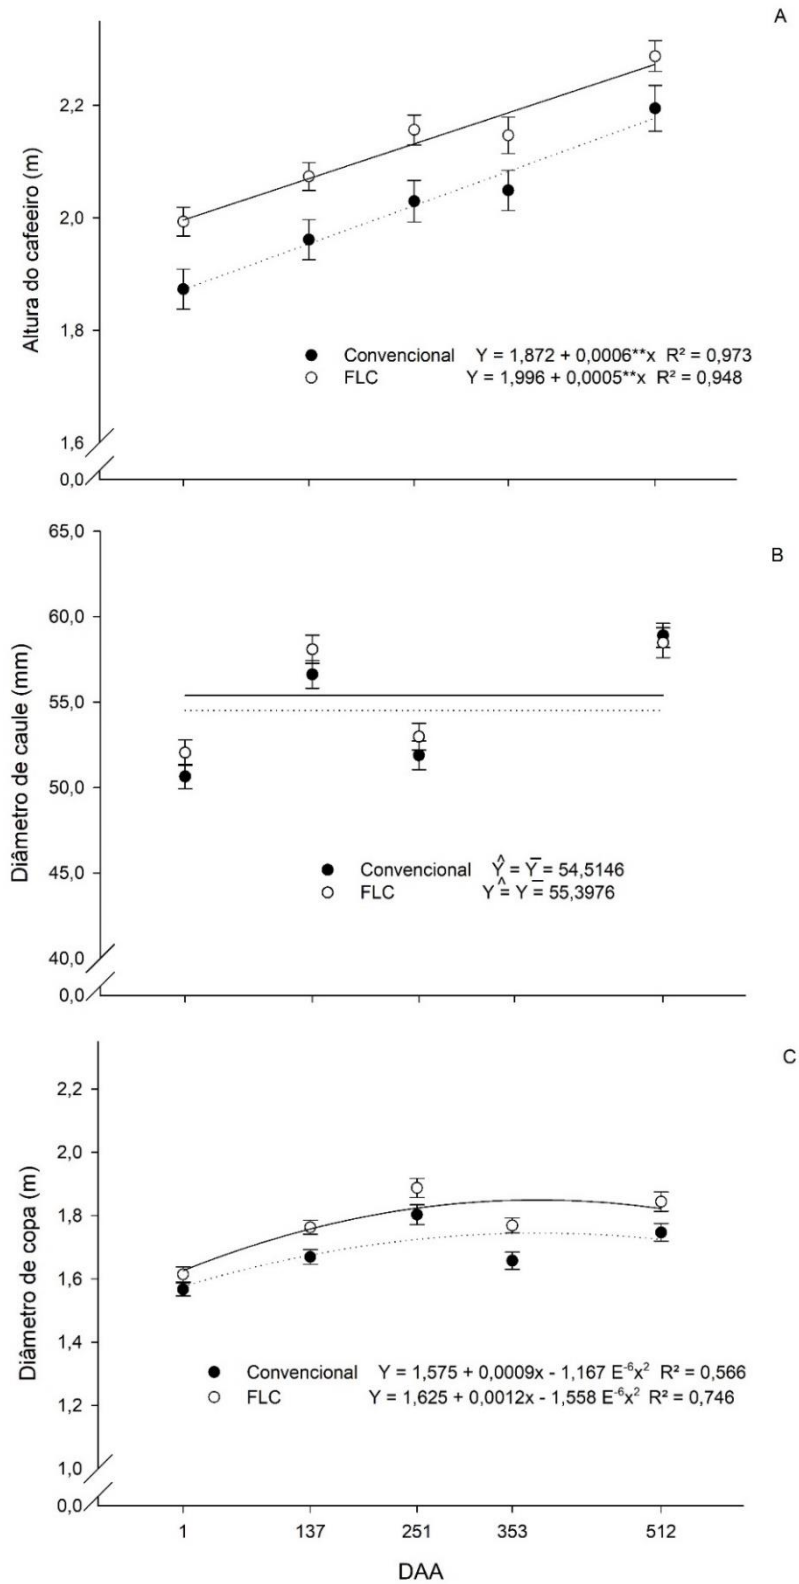 A
Altura do cafeeiro (m)
2,2
2,0
1,8
1,6
0,0
Convencional Y = 1,872 + 0,0006**x R² = 0,973
FLC Y = 1,996 + 0,0005**x R² = 0,948
B
Diâmetro de caule (mm)
65,0
60,0
55,0
50,0
45,0
40,0
0,0
Convencional Ŷ = Y̅ = 54,5146
FLC Ŷ = Y̅ = 55,3976
C
Diâmetro de copa (m)
2,2
2,0
1,8
1,6
1,4
1,2
1,0
0,0
Convencional Y = 1,575 + 0,0009x - 1,167 E⁻⁶x² R² = 0,566
FLC Y = 1,625 + 0,0012x - 1,558 E⁻⁶x² R² = 0,746
1 137 251 353 512
DAA